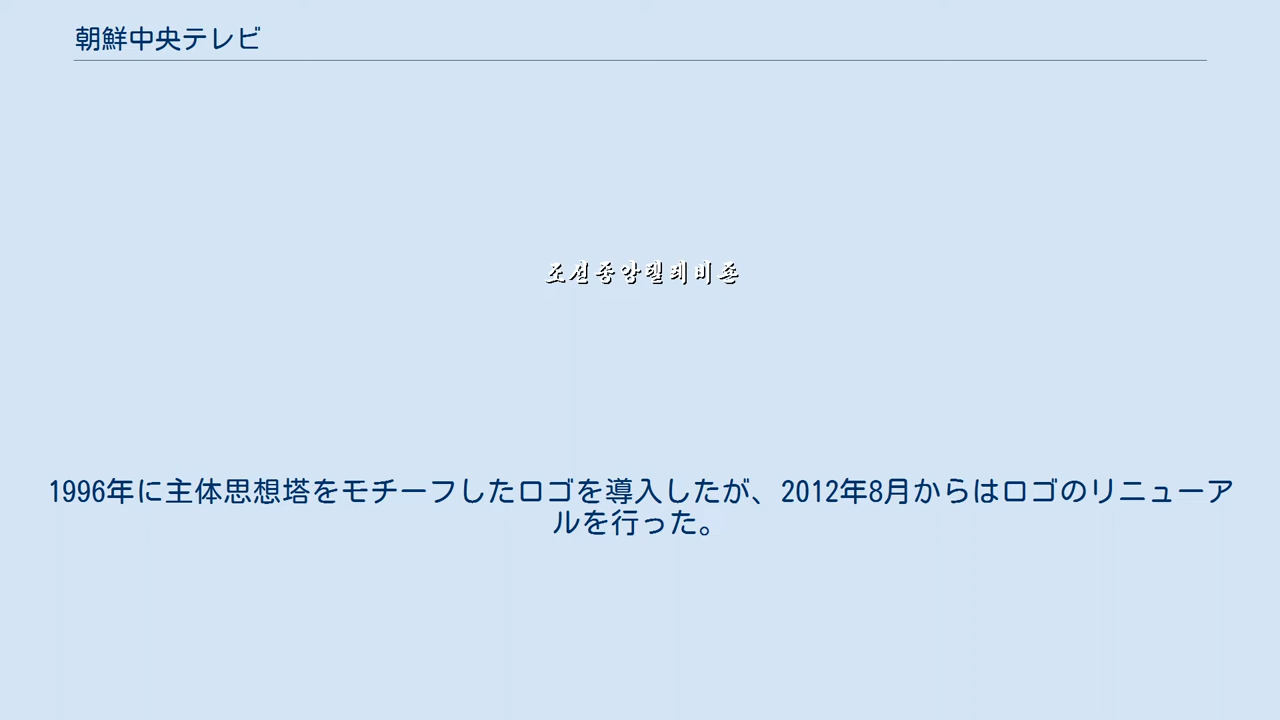 朝鮮中央テレビ
조선중앙텔레비죤
1996年に主体思想塔をモチーフしたロゴを導入したが、2012年8月からはロゴのリニューア
ルを行った。